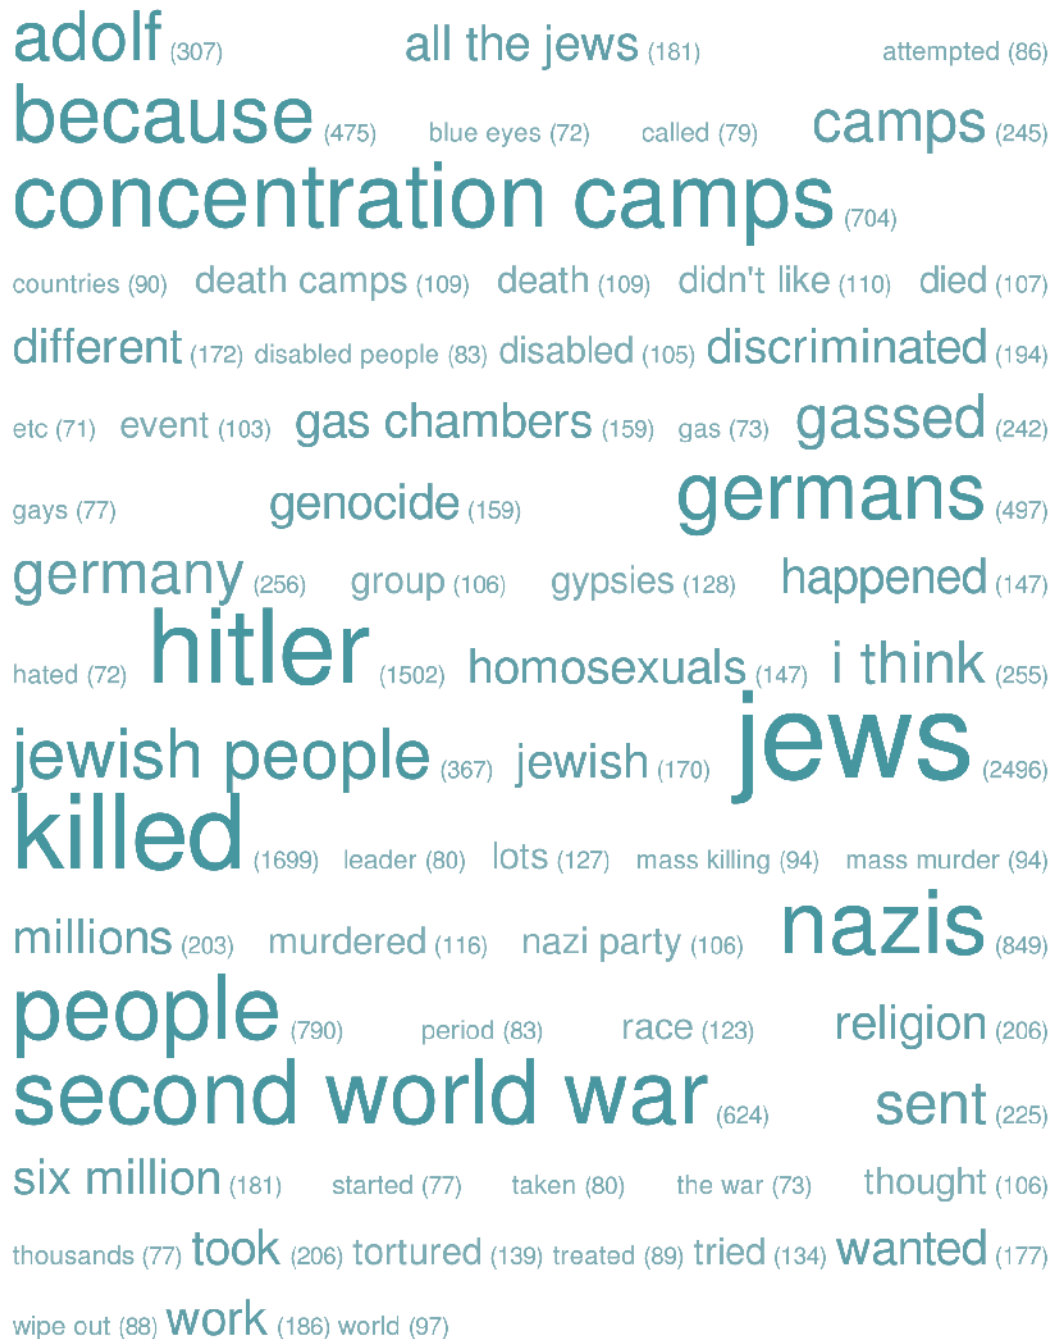 adolf (307) all the jews (181) attempted (86)
because (475) blue eyes (72) called (79) camps (245)
concentration camps (704)
countries (90) death camps (109) death (109) didn't like (110) died (107)
different (172) disabled people (83) disabled (105) discriminated (194)
etc (71) event (103) gas chambers (159) gas (73) gassed (242)
gays (77) genocide (159) germans (497)
germany (256) group (106) gypsies (128) happened (147)
hated (72) hitler (1502) homosexuals (147) i think (255)
jewish people (367) jewish (170) jews (2496)
killed (1699) leader (80) lots (127) mass killing (94) mass murder (94)
millions (203) murdered (116) nazi party (106) nazis (849)
people (790) period (83) race (123) religion (206)
second world war (624) sent (225)
six million (181) started (77) taken (80) the war (73) thought (106)
thousands (77) took (206) tortured (139) treated (89) tried (134) wanted (177)
wipe out (88) work (186) world (97)